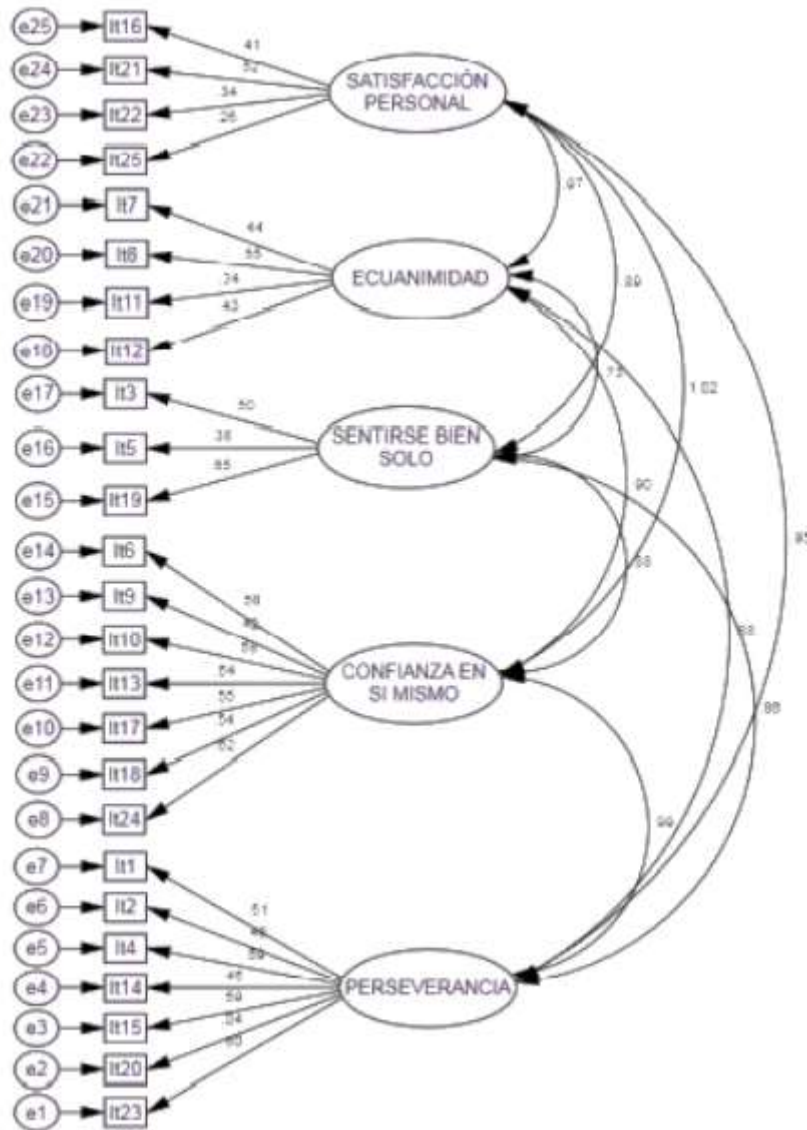 e25 It16
.41
e24 It21
.52
SATISFACCIÓN
PERSONAL
e23 It22
.34
e22 It25
.26
e21 It7
.97
.44
e20 It8
.55
ECUANIMIDAD
.89
e19 It11
.34
e18 It12
.43
1.02
e17 It3
.50
SENTIRSE BIEN
SOLO
e16 It5
.38
.90
e15 It19
e14 It6
e13 It9
e12 It10
CONFIANZA EN
SI MISMO
e11 It13
e10 It17
.55
e9 It18
.54
e8 It24
.99
e7 It1
.51
e6 It2
e5 It4
.59
PERSEVERANCIA
e4 It14
e3 It15
.59
e2 It20
e1 It23